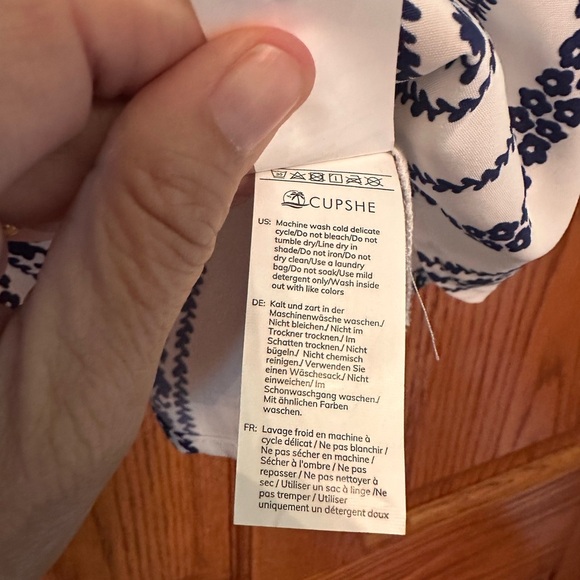 CUPSHE
US: Machine wash cold delicate
cycle/Do not bleach/Do not
tumble dry/Line dry in
shade/Do not iron/Do not
dry clean/Use a laundry
bag/Do not soak/Use mild
detergent only/Wash inside
out with like colors
DE: Kalt und zart in der
Maschinenwäsche waschen./
Nicht bleichen./ Nicht im
Trockner trocknen./ Im
Schatten trocknen./ Nicht
bügeln./ Nicht chemisch
reinigen./ Verwenden Sie
einen Wäschesack./ Nicht
einweichen/ Im
Schonwaschgang waschen./
Mit ähnlichen Farben
waschen.
FR: Lavage froid en machine à
cycle délicat / Ne pas blanchir /
Ne pas sécher en machine /
Sécher à l'ombre / Ne pas
repasser / Ne pas nettoyer à
sec / Utiliser un sac à linge /Ne
pas tremper / Utiliser
uniquement un détergent doux